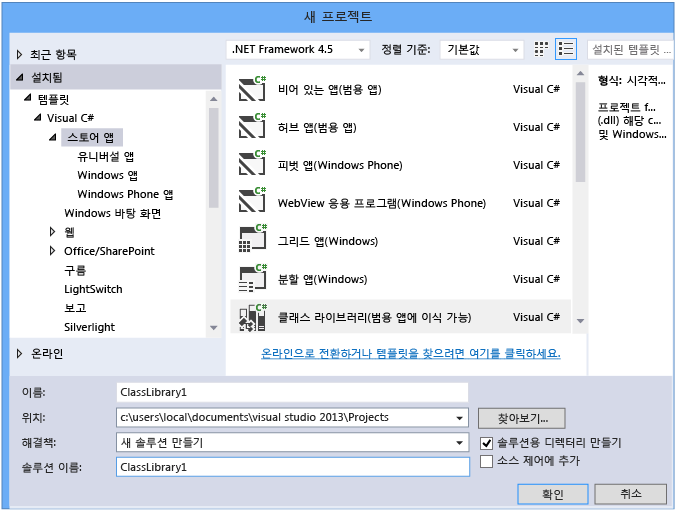 새 프로젝트
최근 항목
설치됨
템플릿
Visual C#
스토어 앱
유니버설 앱
Windows 앱
Windows Phone 앱
Windows 바탕 화면
웹
Office/SharePoint
구름
LightSwitch
보고
Silverlight
온라인
.NET Framework 4.5 정렬 기준: 기본값 설치된 템플릿 ...
C# 비어 있는 앱(범용 앱) Visual C#
C# 허브 앱(범용 앱) Visual C#
C# 피벗 앱(Windows Phone) Visual C#
C# WebView 응용 프로그램(Windows Phone) Visual C#
C# 그리드 앱(Windows) Visual C#
C# 분할 앱(Windows) Visual C#
C# 클래스 라이브러리(범용 앱에 이식 가능) Visual C#
온라인으로 전환하거나 템플릿을 찾으려면 여기를 클릭하세요.
형식: 시각적...
프로젝트 f...
(.dll) 해당 c...
및 Windows...
이름: ClassLibrary1
위치: c:\users\local\documents\visual studio 2013\Projects 찾아보기...
해결책: 새 솔루션 만들기 솔루션용 디렉터리 만들기
솔루션 이름: ClassLibrary1 소스 제어에 추가
확인 취소